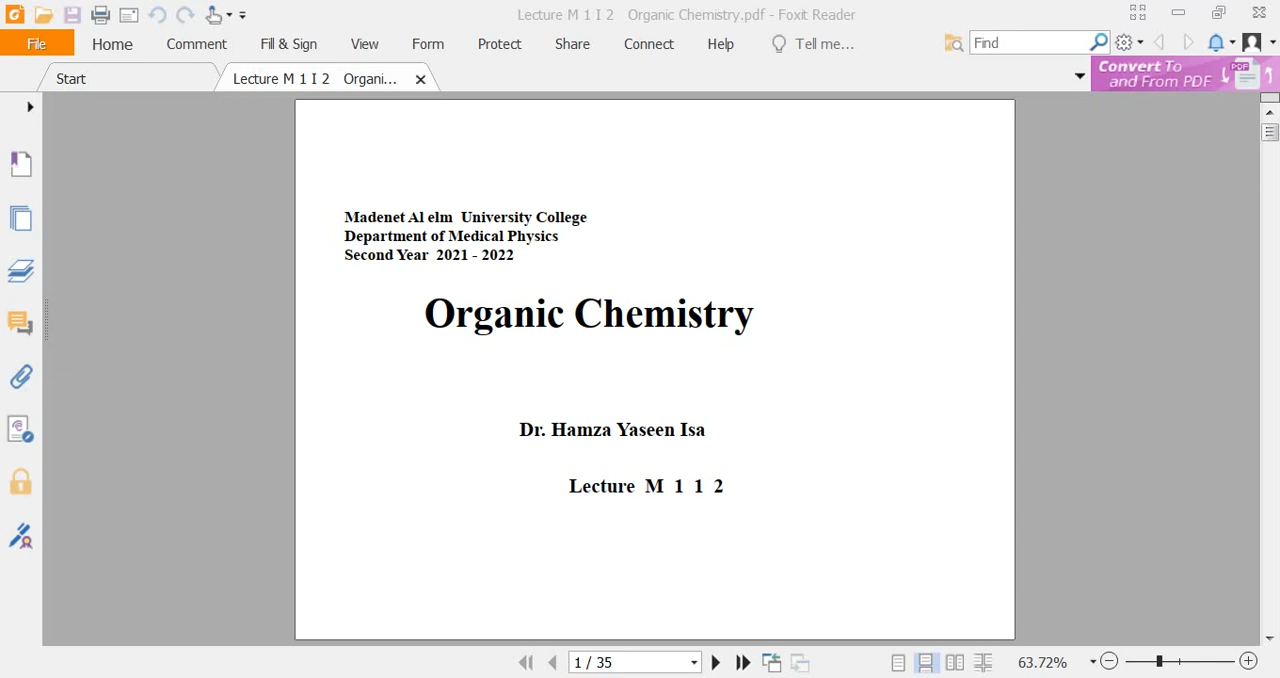 Lecture M 1 I 2 Organic Chemistry.pdf - Foxit Reader
File Home Comment Fill & Sign View Form Protect Share Connect Help Tell me... Find
Start Lecture M 1 I 2 Organi... Convert To
and From PDF PDF
Madenet Al elm University College
Department of Medical Physics
Second Year 2021 - 2022
Organic Chemistry
Dr. Hamza Yaseen Isa
Lecture M 1 1 2
1 / 35 63.72%